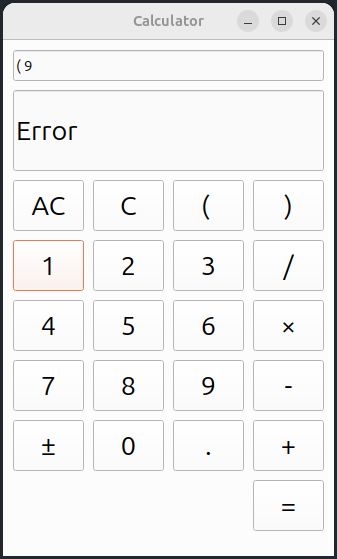 Calculator
(9
Error
AC C ( )
1 2 3 /
4 5 6 ×
7 8 9 -
± 0 . +
=